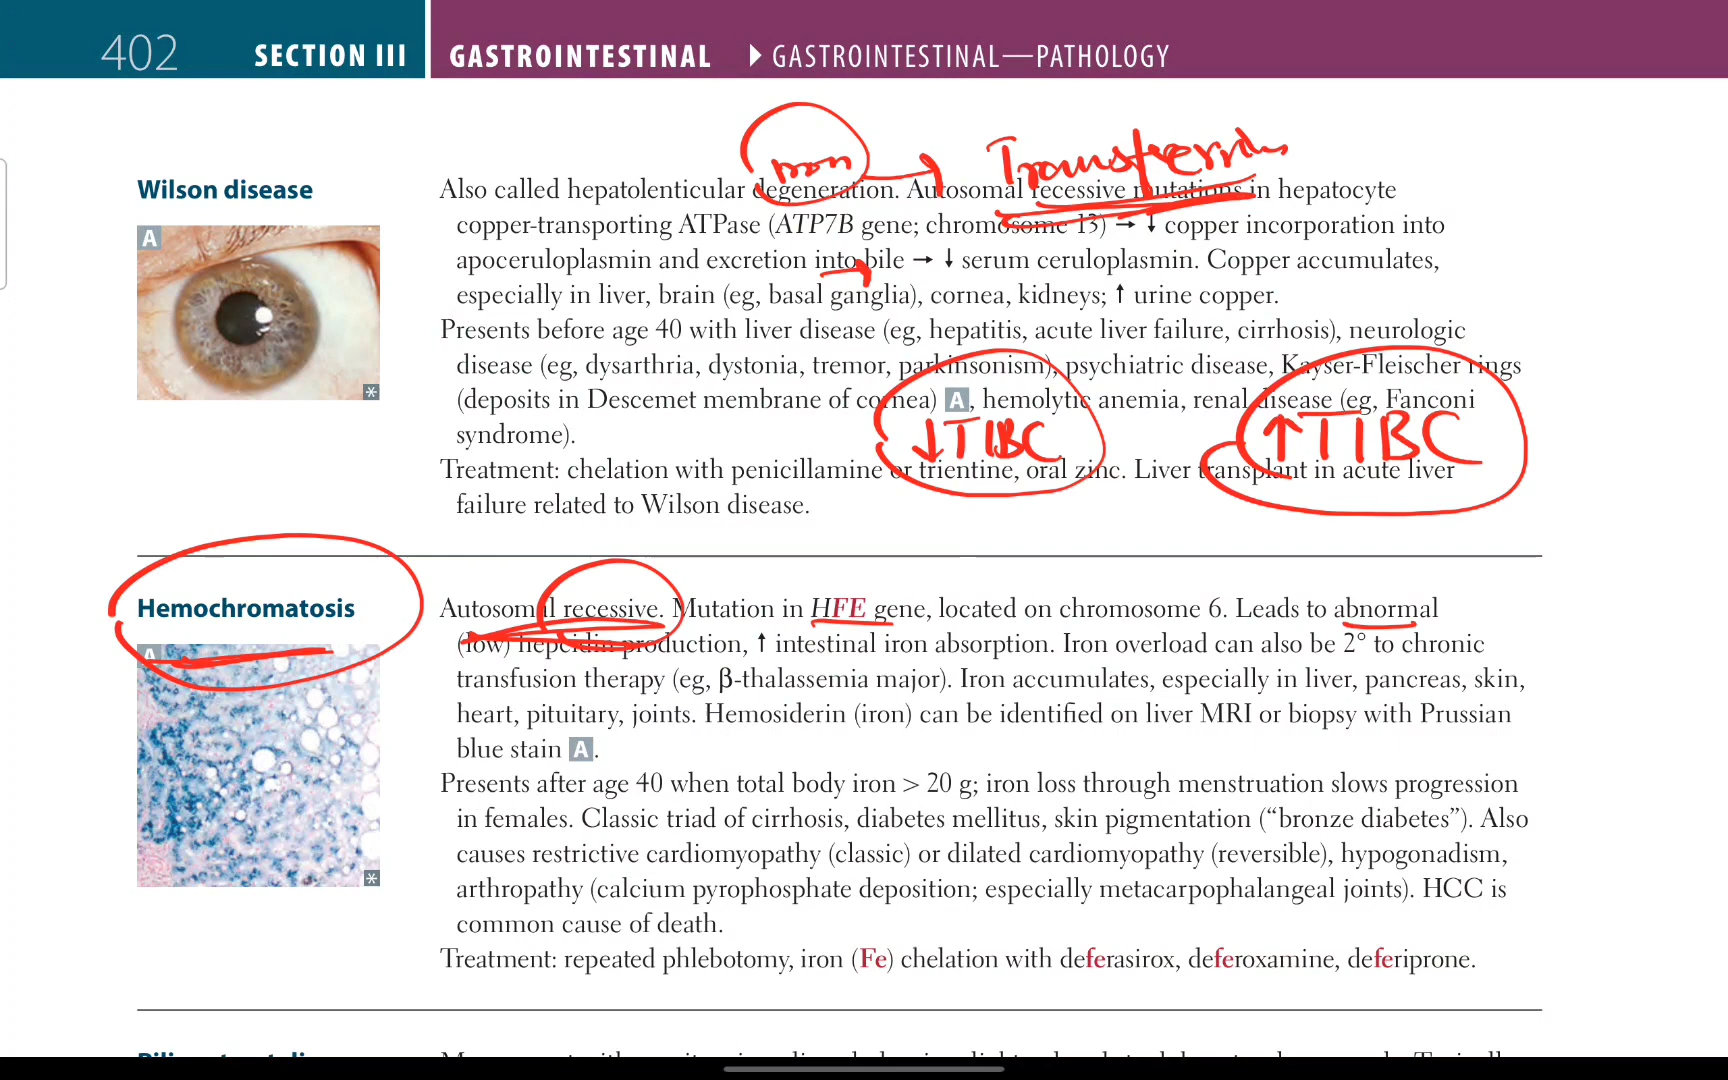 402 SECTION III GASTROINTESTINAL ▶ GASTROINTESTINAL—PATHOLOGY
Iron → Transferrin
Wilson disease
A
Also called hepatolenticular degeneration. Autosomal recessive mutations in hepatocyte
copper-transporting ATPase (ATP7B gene; chromosome 13) → ↓ copper incorporation into
apoceruloplasmin and excretion into bile → ↓ serum ceruloplasmin. Copper accumulates,
especially in liver, brain (eg, basal ganglia), cornea, kidneys; ↑ urine copper.
Presents before age 40 with liver disease (eg, hepatitis, acute liver failure, cirrhosis), neurologic
disease (eg, dysarthria, dystonia, tremor, parkinsonism), psychiatric disease, Kayser-Fleischer rings
(deposits in Descemet membrane of cornea) A, hemolytic anemia, renal disease (eg, Fanconi
syndrome).
↓TIBC ↑TIBC
Treatment: chelation with penicillamine or trientine, oral zinc. Liver transplant in acute liver
failure related to Wilson disease.
Hemochromatosis
A
Autosomal recessive. Mutation in HFE gene, located on chromosome 6. Leads to abnormal
(low) hepcidin production, ↑ intestinal iron absorption. Iron overload can also be 2° to chronic
transfusion therapy (eg, β-thalassemia major). Iron accumulates, especially in liver, pancreas, skin,
heart, pituitary, joints. Hemosiderin (iron) can be identified on liver MRI or biopsy with Prussian
blue stain A.
Presents after age 40 when total body iron > 20 g; iron loss through menstruation slows progression
in females. Classic triad of cirrhosis, diabetes mellitus, skin pigmentation (“bronze diabetes”). Also
causes restrictive cardiomyopathy (classic) or dilated cardiomyopathy (reversible), hypogonadism,
arthropathy (calcium pyrophosphate deposition; especially metacarpophalangeal joints). HCC is
common cause of death.
Treatment: repeated phlebotomy, iron (Fe) chelation with deferasirox, deferoxamine, deferiprone.